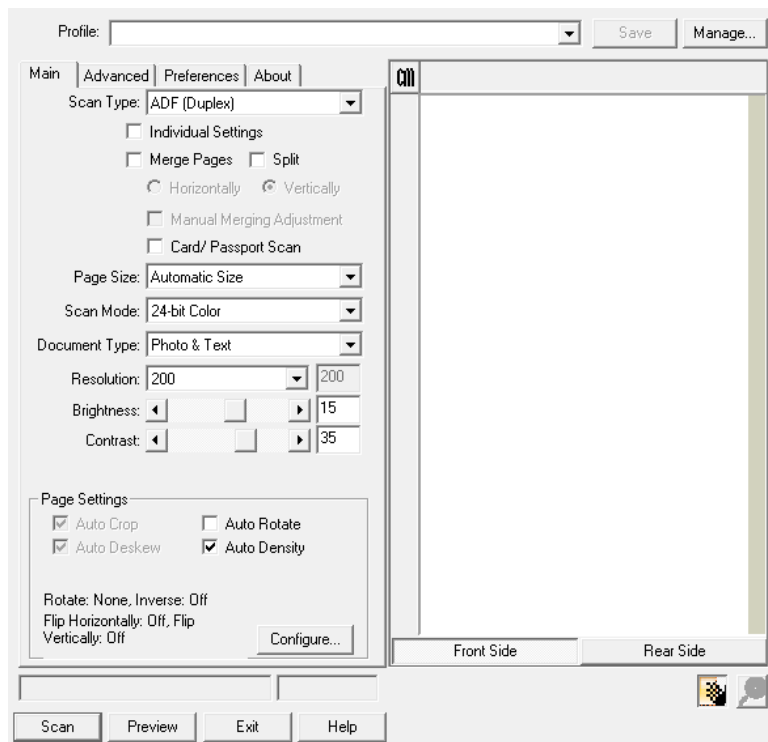 Profile: Save Manage...
Main Advanced Preferences About
Scan Type: ADF (Duplex)
Individual Settings
Merge Pages Split
Horizontally Vertically
Manual Merging Adjustment
Card/ Passport Scan
Page Size: Automatic Size
Scan Mode: 24-bit Color
Document Type: Photo & Text
Resolution: 200 200
Brightness: 15
Contrast: 35
Page Settings
Auto Crop Auto Rotate
Auto Deskew Auto Density
Rotate: None, Inverse: Off
Flip Horizontally: Off, Flip
Vertically: Off
Configure...
Front Side Rear Side
Scan Preview Exit Help